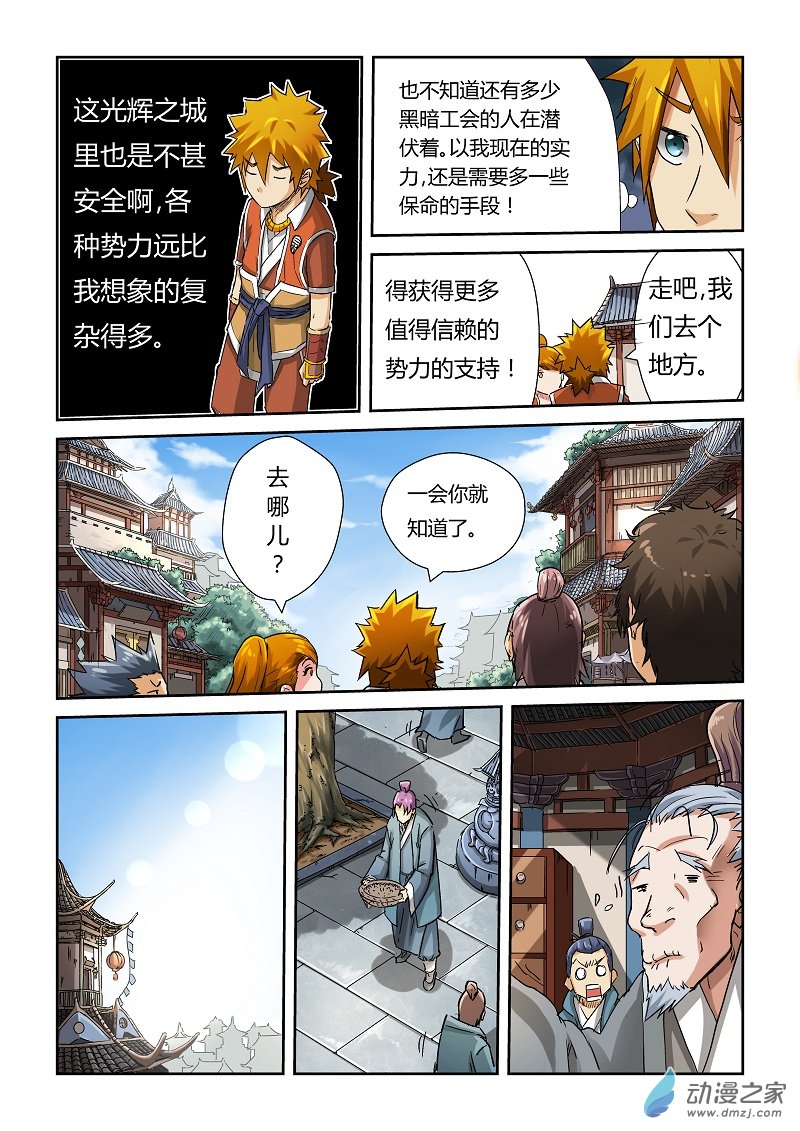 这光辉之城
里也是不甚
安全啊,各
种势力远比
我想象的复
杂得多。
也不知道还有多少
黑暗工会的人在潜
伏着。以我现在的实
力,还是需要多一些
保命的手段！
得获得更多
值得信赖的
势力的支持！
走吧,我
们去个
地方。
去哪儿？
一会你就
知道了。
动漫之家
www.dmzj.com